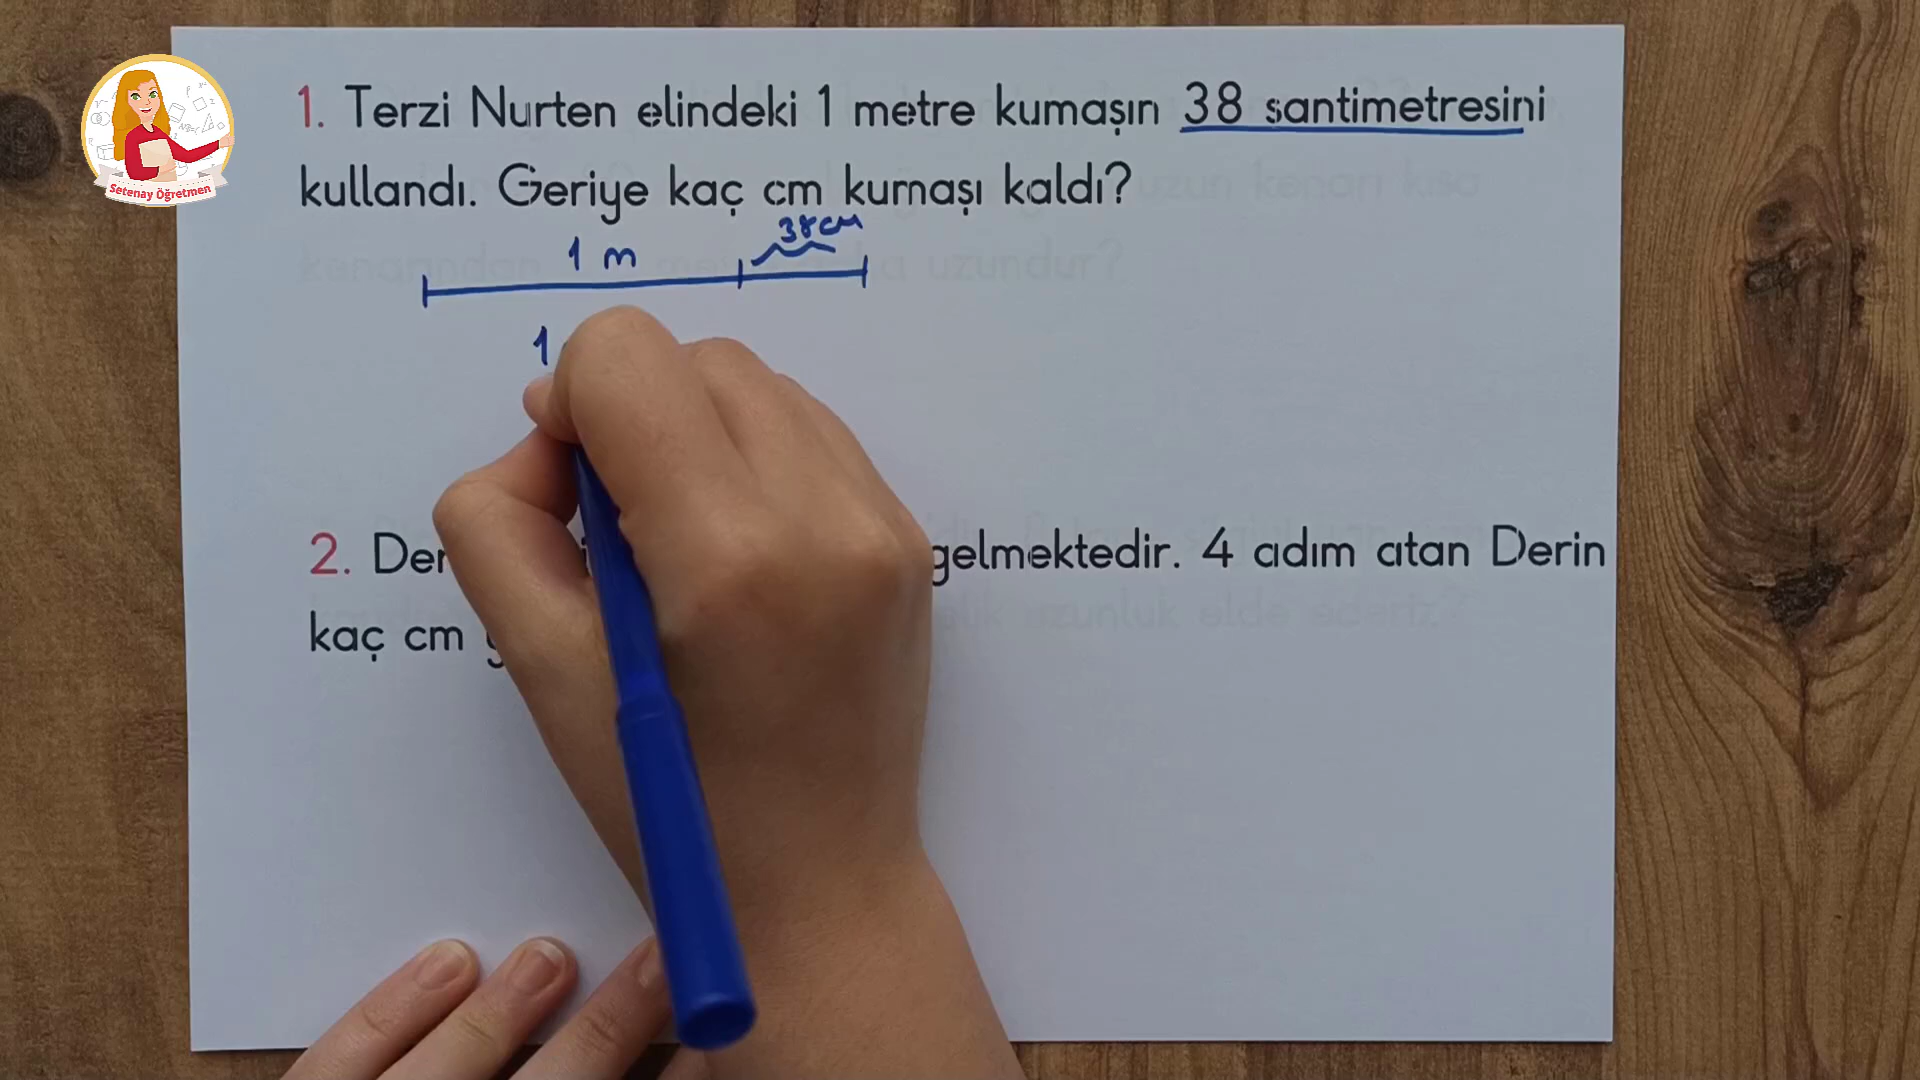 Setenay Öğretmen
1. Terzi Nurten elindeki 1 metre kumaşın 38 santimetresini
kullandı. Geriye kaç cm kumaşı kaldı?
38cm
1 m
1
2. gelmektedir. 4 adım atan Derin
kaç cm